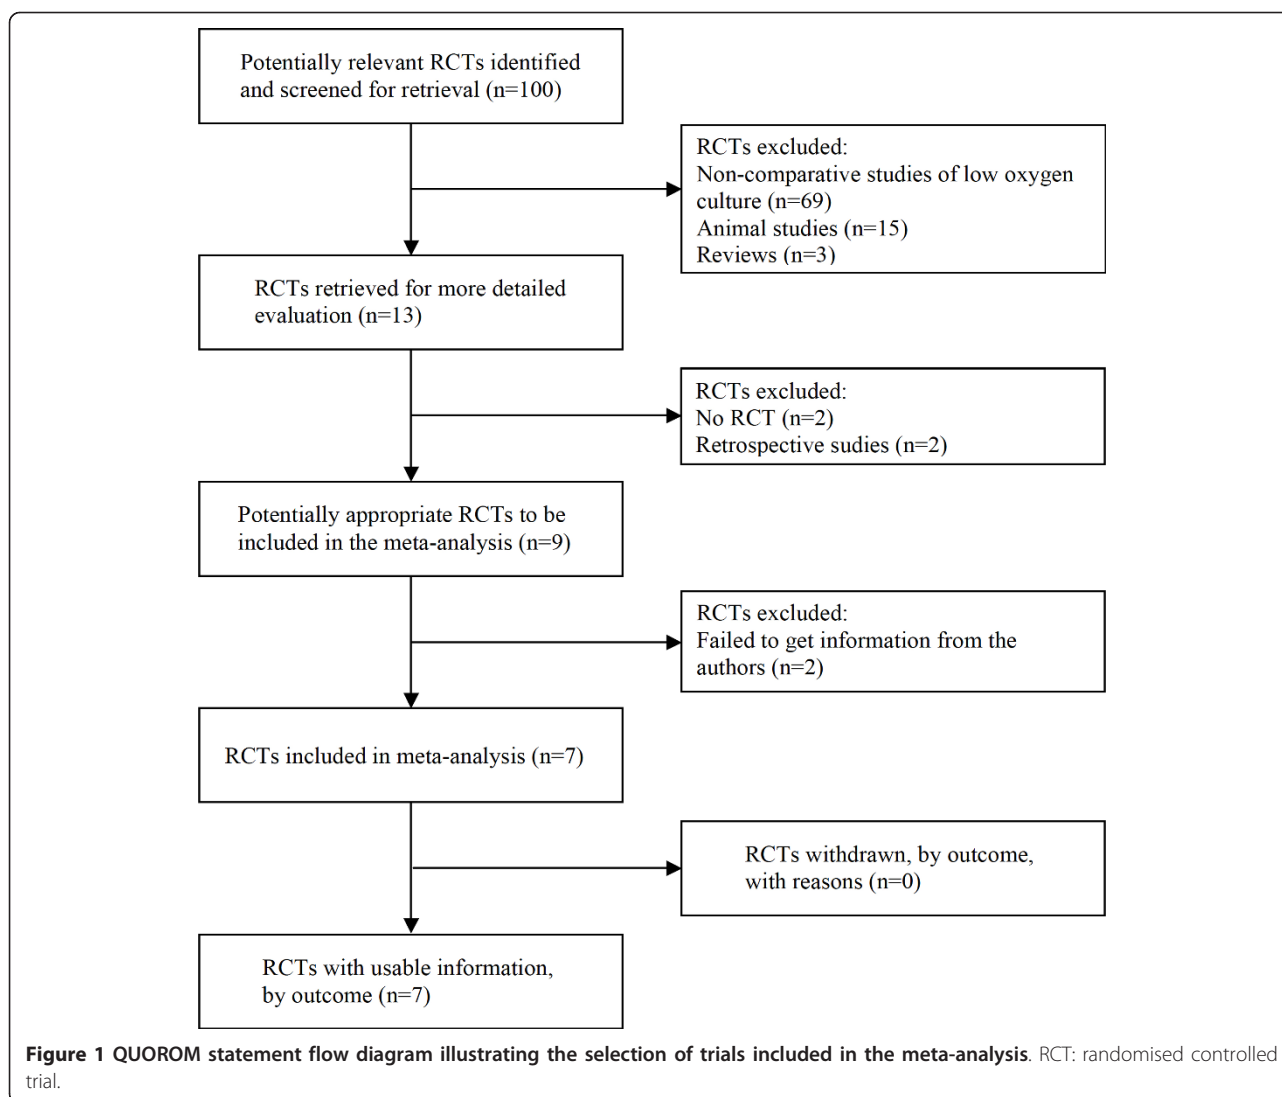 Potentially relevant RCTs identified
and screened for retrieval (n=100)
RCTs excluded:
Non-comparative studies of low oxygen
culture (n=69)
Animal studies (n=15)
Reviews (n=3)
RCTs retrieved for more detailed
evaluation (n=13)
RCTs excluded:
No RCT (n=2)
Retrospective sudies (n=2)
Potentially appropriate RCTs to be
included in the meta-analysis (n=9)
RCTs excluded:
Failed to get information from the
authors (n=2)
RCTs included in meta-analysis (n=7)
RCTs withdrawn, by outcome,
with reasons (n=0)
RCTs with usable information,
by outcome (n=7)
Figure 1 QUOROM statement flow diagram illustrating the selection of trials included in the meta-analysis. RCT: randomised controlled
trial.